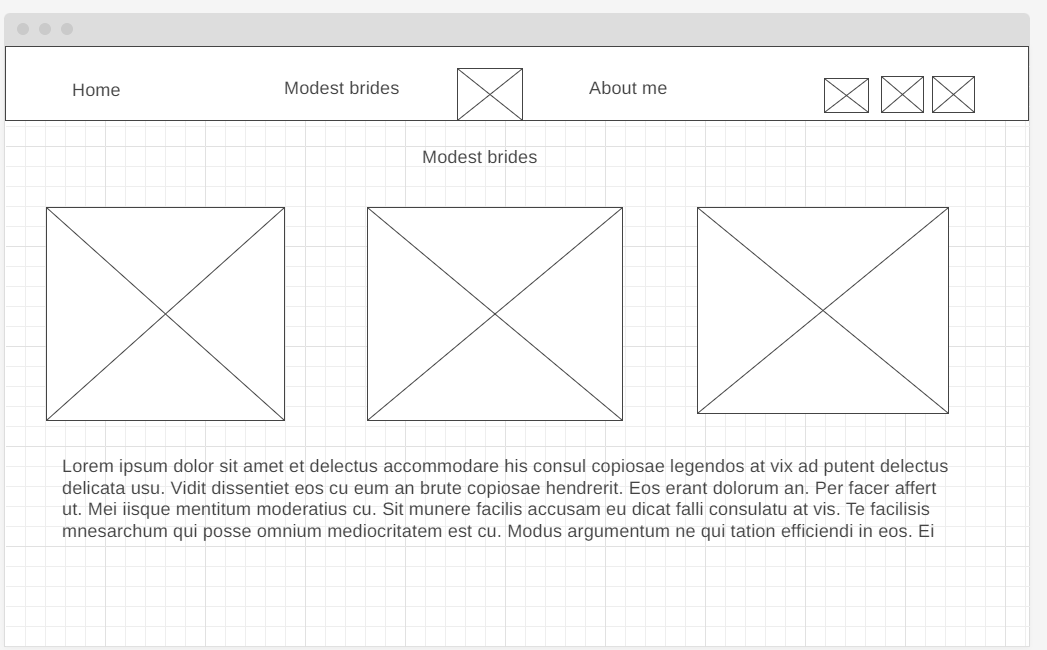 Home
Modest brides
About me
Modest brides
Lorem ipsum dolor sit amet et delectus accommodare his consul copiosae legendos at vix ad putent delectus
delicata usu. Vidit dissentiet eos cu eum an brute copiosae hendrerit. Eos erant dolorum an. Per facer affert
ut. Mei iisque mentitum moderatius cu. Sit munere facilis accusam eu dicat falli consulatu at vis. Te facilisis
mnesarchum qui posse omnium mediocritatem est cu. Modus argumentum ne qui tation efficiendi in eos. Ei